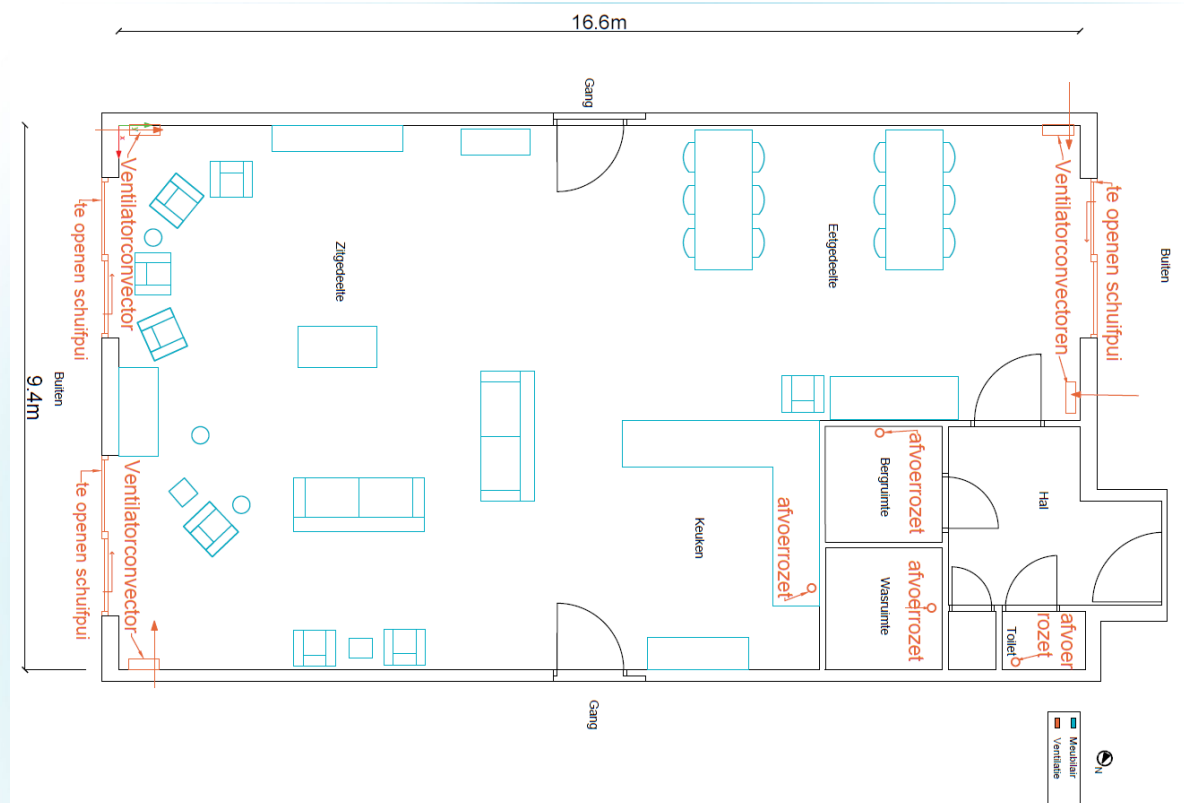 16.6m
Gang
Ventilatorconvector
te openen schuifpui
Zitgedeelte
Eetgedeelte
Ventilatorconvectoren
te openen schuifpui
Buiten
Buiten
9.4m
Ventilatorconvector
te openen schuifpui
Keuken
afvoerrozet
Bergruimte
afvoerrozet
Wasruimte
afvoerrozet
Hal
Toilet
afvoer
rozet
Gang
Meubilair
Ventilatie
N
y
x